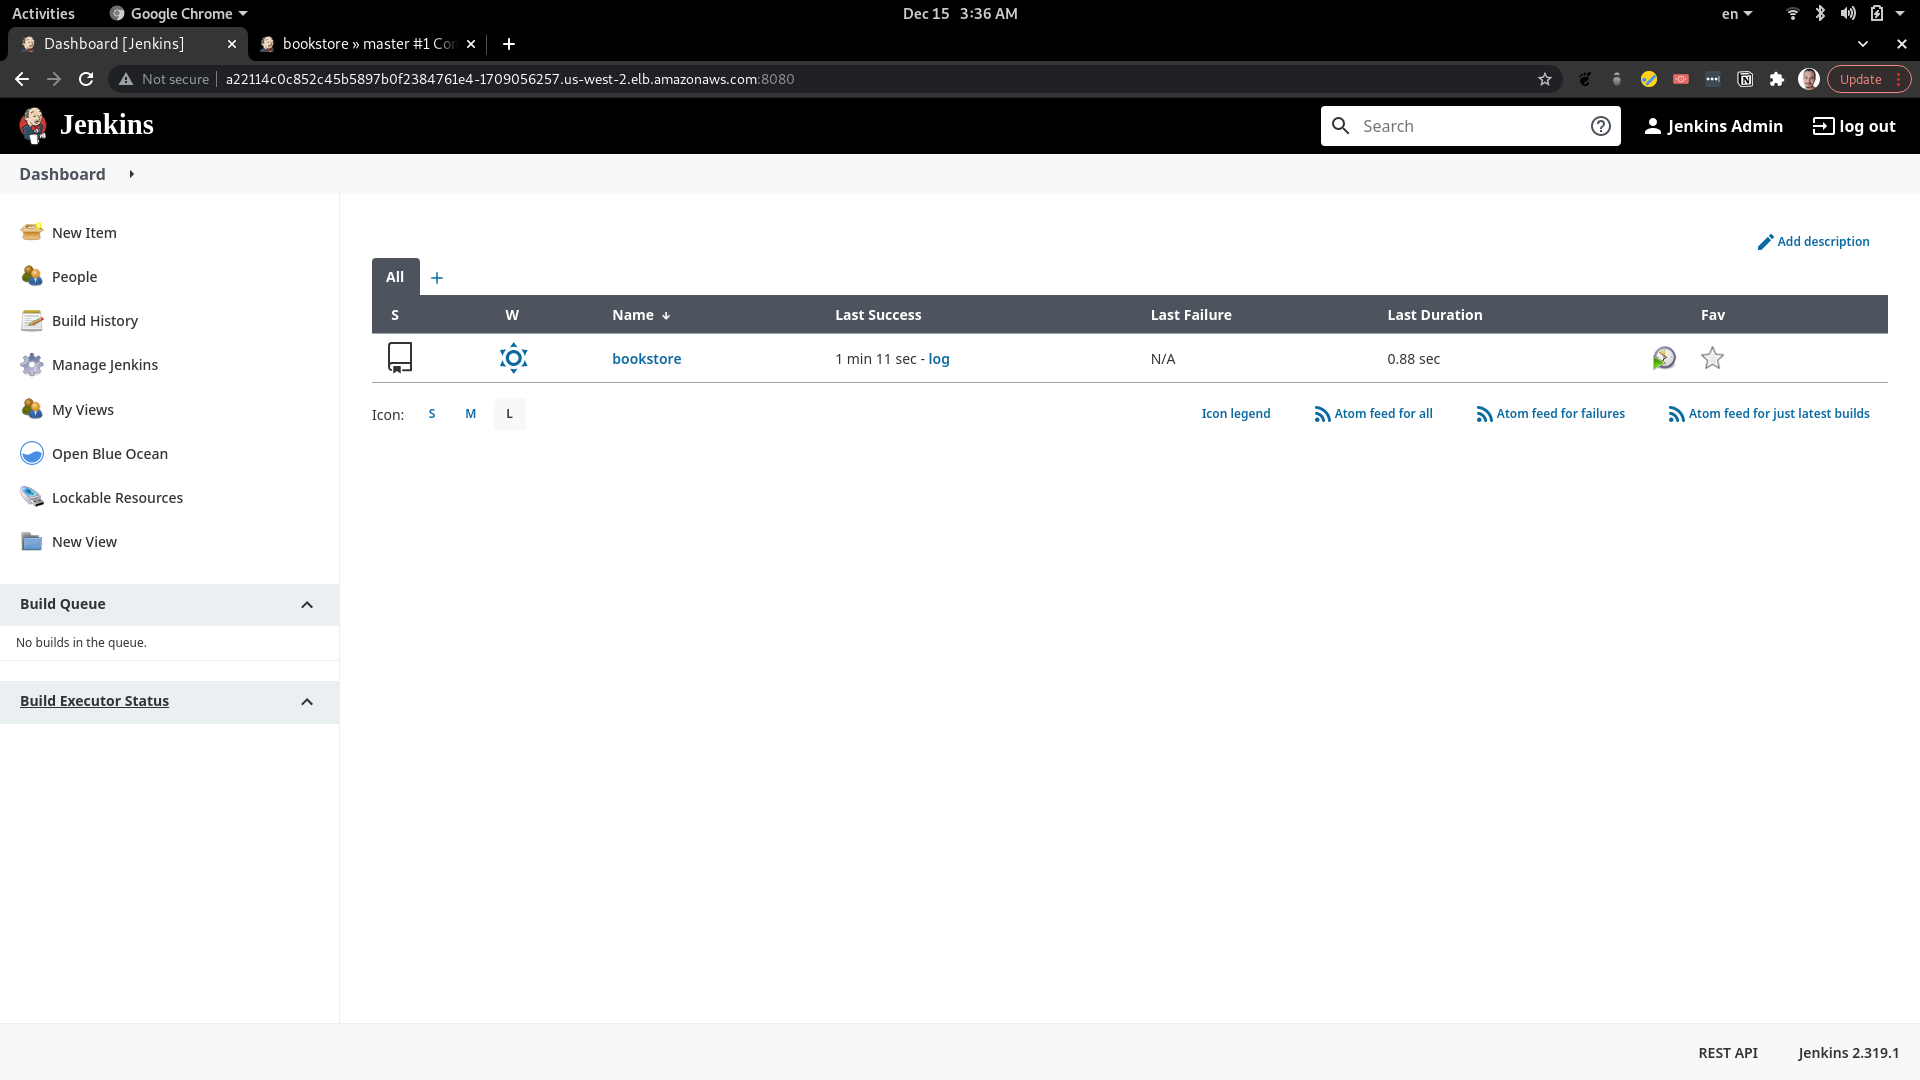 Activities
Google Chrome
Dec 15 3:36 AM
en
Dashboard [Jenkins]
bookstore » master #1 Con
Not secure
a22114c0c852c45b5897b0f2384761e4-1709056257.us-west-2.elb.amazonaws.com:8080
Update
Jenkins
Search
Jenkins Admin
log out
Dashboard
New Item
People
Build History
Manage Jenkins
My Views
Open Blue Ocean
Lockable Resources
New View
Build Queue
No builds in the queue.
Build Executor Status
Add description
All +
S W Name ↓ Last Success Last Failure Last Duration Fav
bookstore 1 min 11 sec - log N/A 0.88 sec
Icon: S M L
Icon legend Atom feed for all Atom feed for failures Atom feed for just latest builds
REST API Jenkins 2.319.1